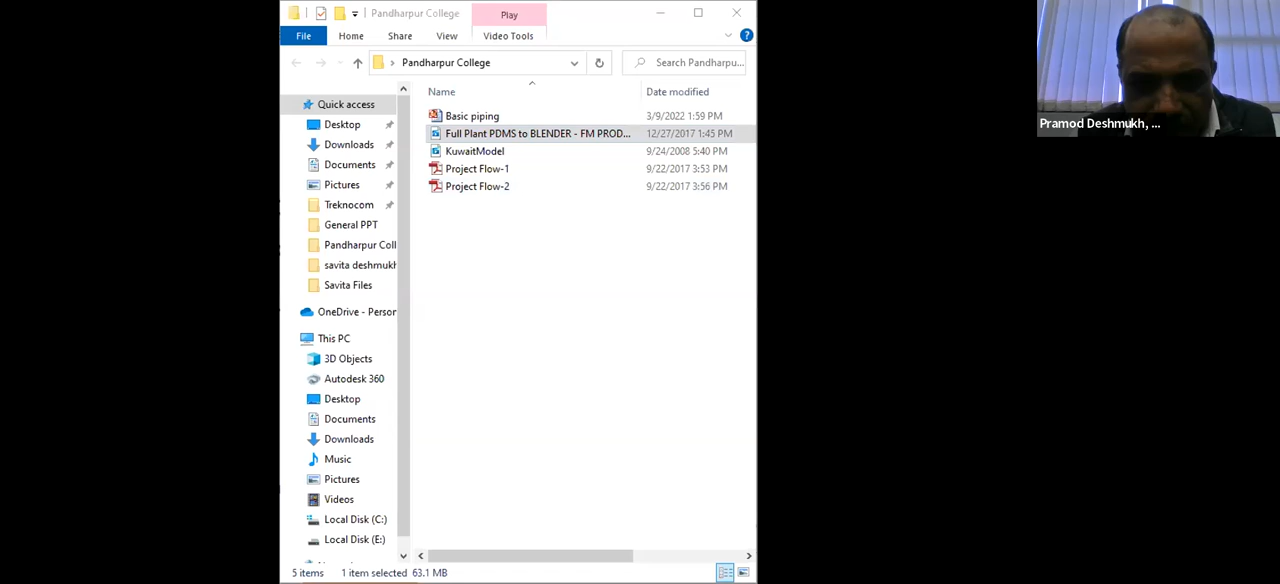 Pandharpur College
Play
File
Home
Share
View
Video Tools
Pandharpur College
Search Pandharpu...
Name
Date modified
Quick access
Desktop
Downloads
Documents
Pictures
Treknocom
General PPT
Pandharpur Coll
savita deshmukh
Savita Files
OneDrive - Person
This PC
3D Objects
Autodesk 360
Desktop
Documents
Downloads
Music
Pictures
Videos
Local Disk (C:)
Local Disk (E:)
Basic piping 3/9/2022 1:59 PM
Full Plant PDMS to BLENDER - FM PROD... 12/27/2017 1:45 PM
KuwaitModel 9/24/2008 5:40 PM
Project Flow-1 9/22/2017 3:53 PM
Project Flow-2 9/22/2017 3:56 PM
5 items 1 item selected 63.1 MB
Pramod Deshmukh, ...